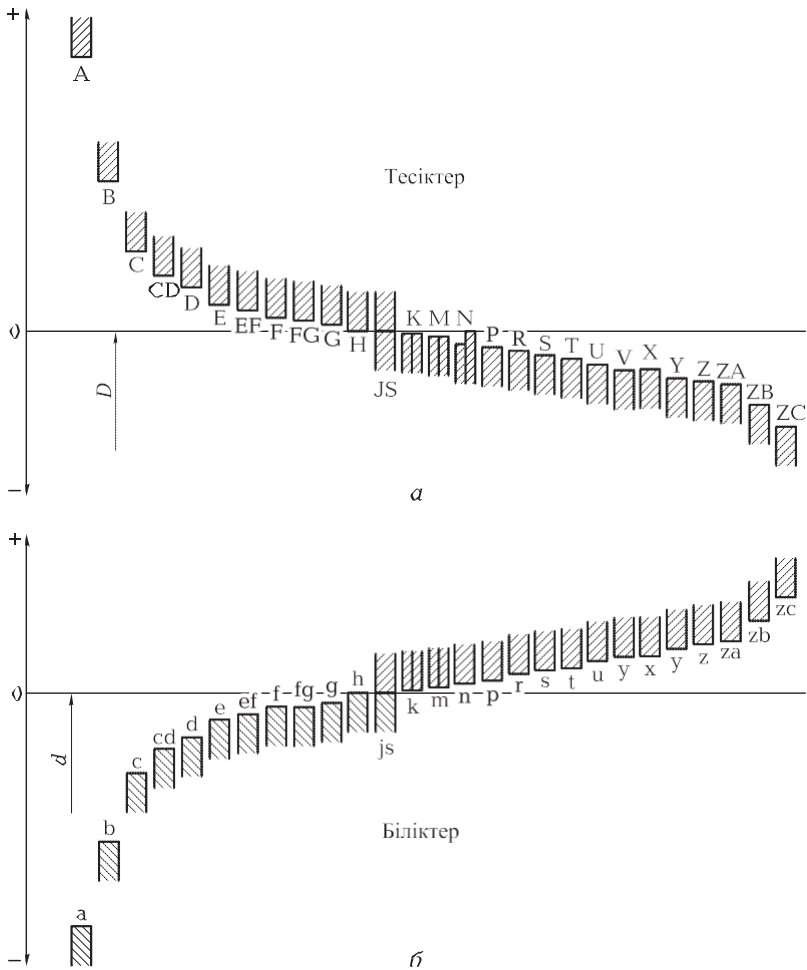 +
A
B
Тесіктер
C
CD
D
E
EF
F
FG
G
H
K
M
N
P
R
S
T
U
V
X
Y
Z
ZA
ZB
ZC
0
D
JS
–
а
+
zc
zb
za
z
y
x
y
u
t
s
r
p
n
m
k
h
g
fg
f
ef
e
d
cd
c
0
js
d
b
Біліктер
a
–
б